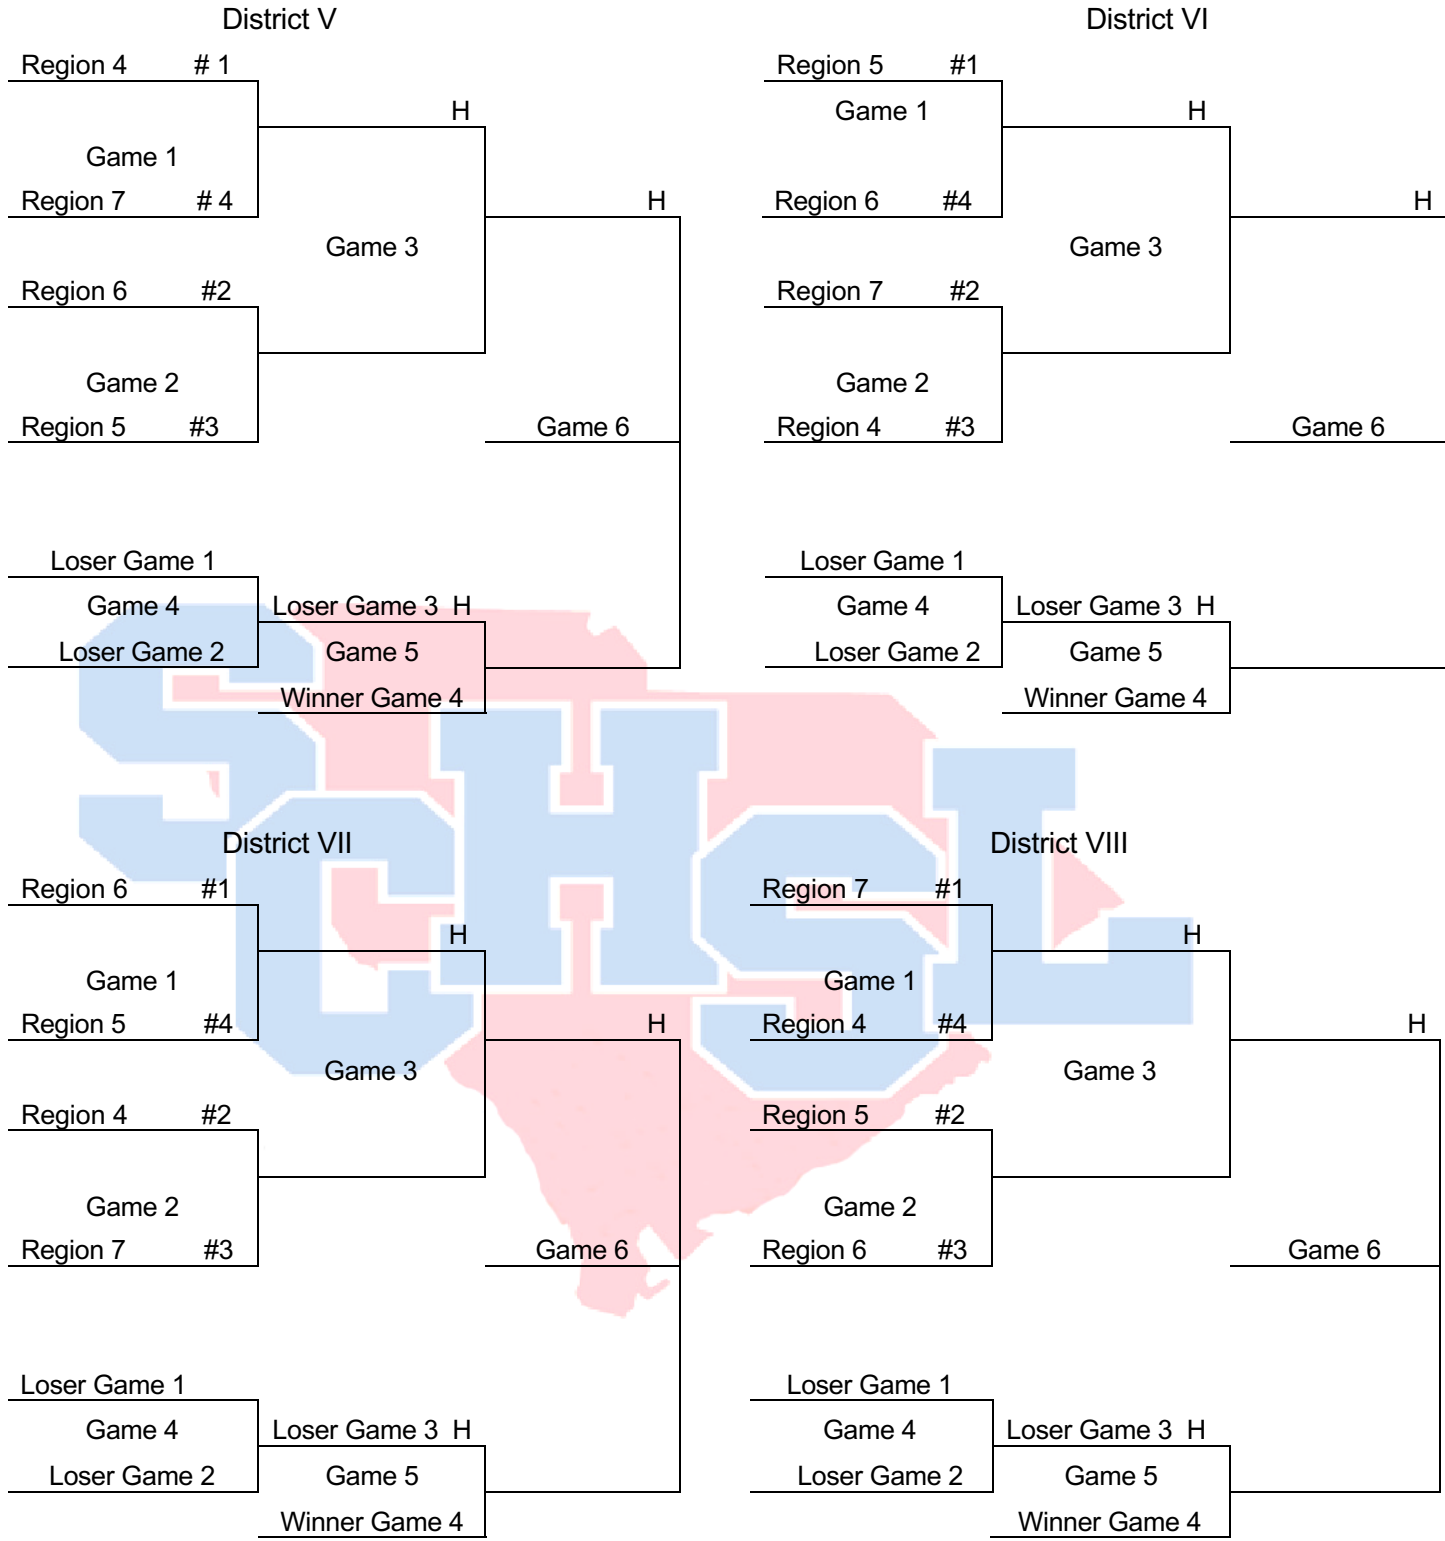 District V
Region 4 # 1
H
Game 1
Region 7 # 4
H
Game 3
Region 6 #2
Game 2
Region 5 #3
Game 6
Loser Game 1
Game 4
Loser Game 3 H
Loser Game 2
Game 5
Winner Game 4
District VI
Region 5 #1
Game 1
H
Region 6 #4
H
Game 3
Region 7 #2
Game 2
Region 4 #3
Game 6
Loser Game 1
Game 4
Loser Game 3 H
Loser Game 2
Game 5
Winner Game 4
District VII
Region 6 #1
H
Game 1
Region 5 #4
H
Game 3
Region 4 #2
Game 2
Region 7 #3
Game 6
Loser Game 1
Game 4
Loser Game 3 H
Loser Game 2
Game 5
Winner Game 4
District VIII
Region 7 #1
H
Game 1
Region 4 #4
H
Game 3
Region 5 #2
Game 2
Region 6 #3
Game 6
Loser Game 1
Game 4
Loser Game 3 H
Loser Game 2
Game 5
Winner Game 4
SCHSL